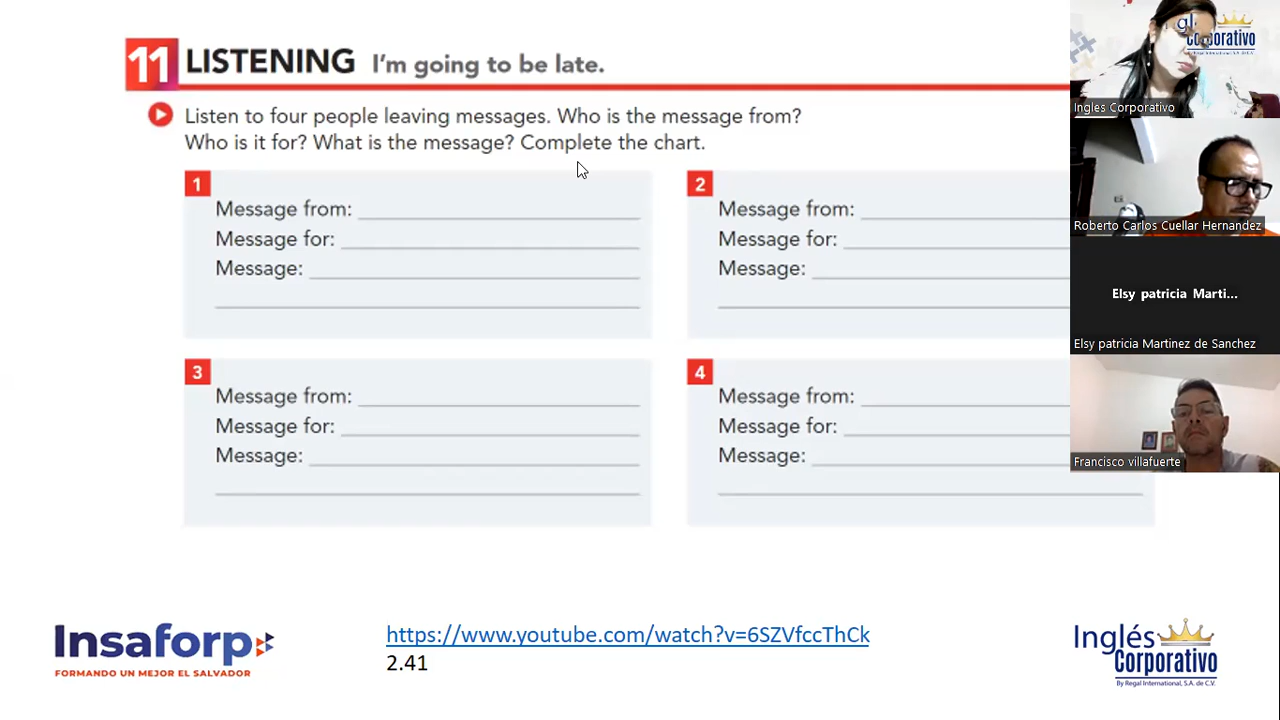 11 LISTENING I'm going to be late.
Listen to four people leaving messages. Who is the message from?
Who is it for? What is the message? Complete the chart.
1
Message from:
Message for:
Message:
2
Message from:
Message for:
Message:
3
Message from:
Message for:
Message:
4
Message from:
Message for:
Message:
Insaforp
FORMANDO UN MEJOR EL SALVADOR
https://www.youtube.com/watch?v=6SZVfccThCk
2.41
Inglés
Corporativo
By Regal International, S.A. de C.V.
Corporativo
Ingles Corporativo
Roberto Carlos Cuellar Hernandez
Elsy patricia Marti...
Elsy patricia Martinez de Sanchez
Francisco villafuerte